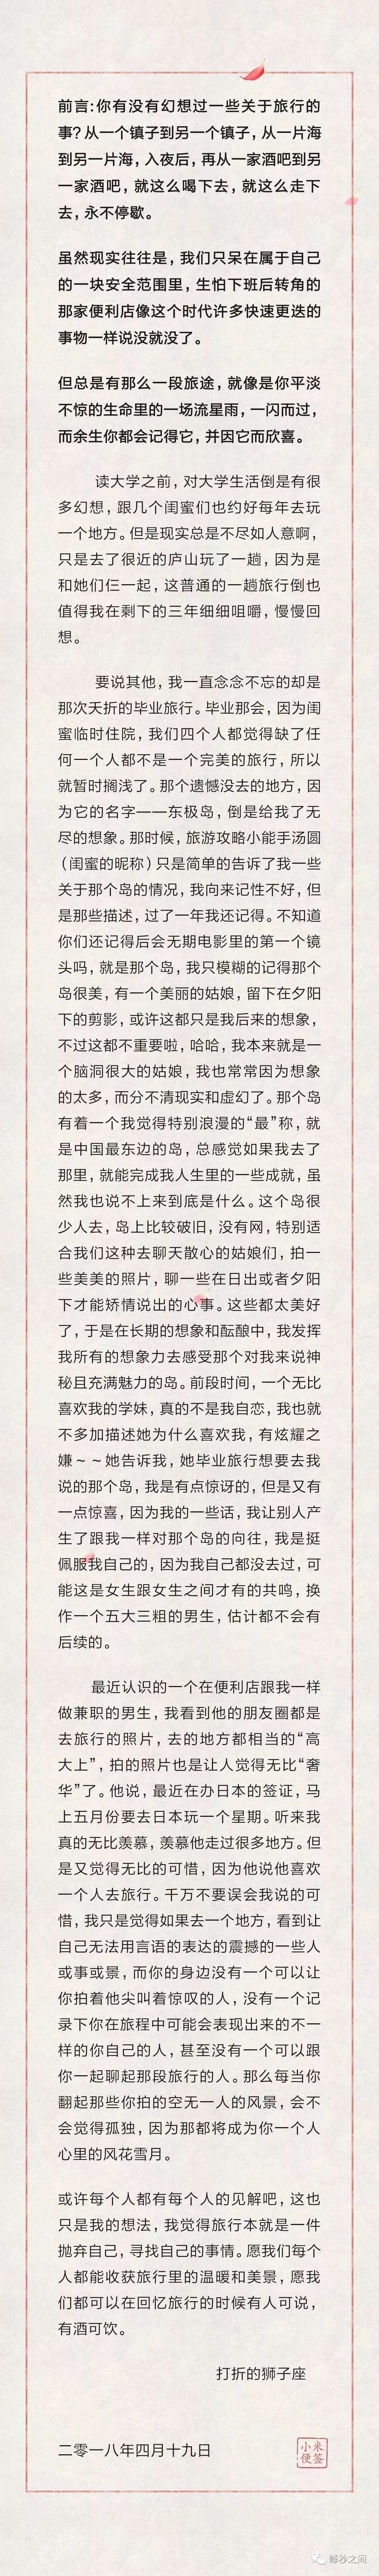 前言:你有没有幻想过一些关于旅行的
事?从一个镇子到另一个镇子,从一片海
到另一片海,入夜后,再从一家酒吧到另
一家酒吧,就这么喝下去,就这么走下
去,永不停歇。
虽然现实往往是,我们只呆在属于自己
的一块安全范围里,生怕下班后转角的
那家便利店像这个时代许多快速更迭的
事物一样说没就没了。
但总是有那么一段旅途,就像是你平淡
不惊的生命里的一场流星雨,一闪而过,
而余生你都会记得它,并因它而欣喜。
读大学之前,对大学生活倒是有很
多幻想,跟几个闺蜜们也约好每年去玩
一个地方。但是现实总是不尽如人意啊,
只是去了很近的庐山玩了一趟,因为是
和她们仨一起,这普通的一趟旅行倒也
值得我在剩下的三年细细咀嚼,慢慢回
想。
要说其他,我一直念念不忘的却是
那次夭折的毕业旅行。毕业那会,因为闺
蜜临时住院,我们四个人都觉得缺了任
何一个人都不是一个完美的旅行,所以
就暂时搁浅了。那个遗憾没去的地方,因
为它的名字——东极岛,倒是给我了无
尽的想象。那时候,旅游攻略小能手汤圆
(闺蜜的昵称)只是简单的告诉了我一些
关于那个岛的情况,我向来记性不好,但
是那些描述,过了一年我还记得。不知道
你们还记得后会无期电影里的第一个镜
头吗,就是那个岛,我只模糊的记得那个
岛很美,有一个美丽的姑娘,留下在夕阳
下的剪影,或许这都只是我后来的想象,
不过这都不重要啦,哈哈,我本来就是一
个脑洞很大的姑娘,我也常常因为想象
的太多,而分不清现实和虚幻了。那个岛
有着一个我觉得特别浪漫的“最”称,就
是中国最东边的岛,总感觉如果我去了
那里,就能完成我人生里的一些成就,虽
然我也说不上来到底是什么。这个岛很
少人去,岛上比较破旧,没有网,特别适
合我们这种去聊天散心的姑娘们,拍一
些美美的照片,聊一些在日出或者夕阳
下才能矫情说出的小事。这些都太美好
了,于是在长期的想象和酝酿中,我发挥
我所有的想象力去感受那个对我来说神
秘且充满魅力的岛。前段时间,一个无比
喜欢我的学妹,真的不是我自恋,我也就
不多加描述她为什么喜欢我,有炫耀之
嫌~~她告诉我,她毕业旅行想要去我
说的那个岛,我是有点惊讶的,但是又有
一点惊喜,因为我的一些话,我让别人产
生了跟我一样对那个岛的向往,我是挺
佩服我自己的,因为我自己都没去过,可
能这是女生跟女生之间才有的共鸣,换
作一个五大三粗的男生,估计都不会有
后续的。
最近认识的一个在便利店跟我一样
做兼职的男生,我看到他的朋友圈都是
去旅行的照片,去的地方都相当的“高
大上”,拍的照片也是让人觉得无比“奢
华”了。他说,最近在办日本的签证,马
上五月份要去日本玩一个星期。听来我
真的无比羡慕,羡慕他走过很多地方。但
是又觉得无比的可惜,因为他说他喜欢
一个人去旅行。千万不要误会我说的可
惜,我只是觉得如果去一个地方,看到让
自己无法用言语的表达的震撼的一些人
或事或景,而你的身边没有一个可以让
你拍着他尖叫着惊叹的人,没有一个记
录下你在旅程中可能会表现出来的不一
样的你自己的人,甚至没有一个可以跟
你一起聊起那段旅行的人。那么每当你
翻起那些你拍的空无一人的风景,会不
会觉得孤独,因为那都将成为你一个人
心里的风花雪月。
或许每个人都有每个人的见解吧,这也
只是我的想法,我觉得旅行本就是一件
抛弃自己,寻找自己的事情。愿我们每个
人都能收获旅行里的温暖和美景,愿我
们都可以在回忆旅行的时候有人可说,
有酒可饮。
打折的狮子座
二零一八年四月十九日
小米
便签
峰秒之间